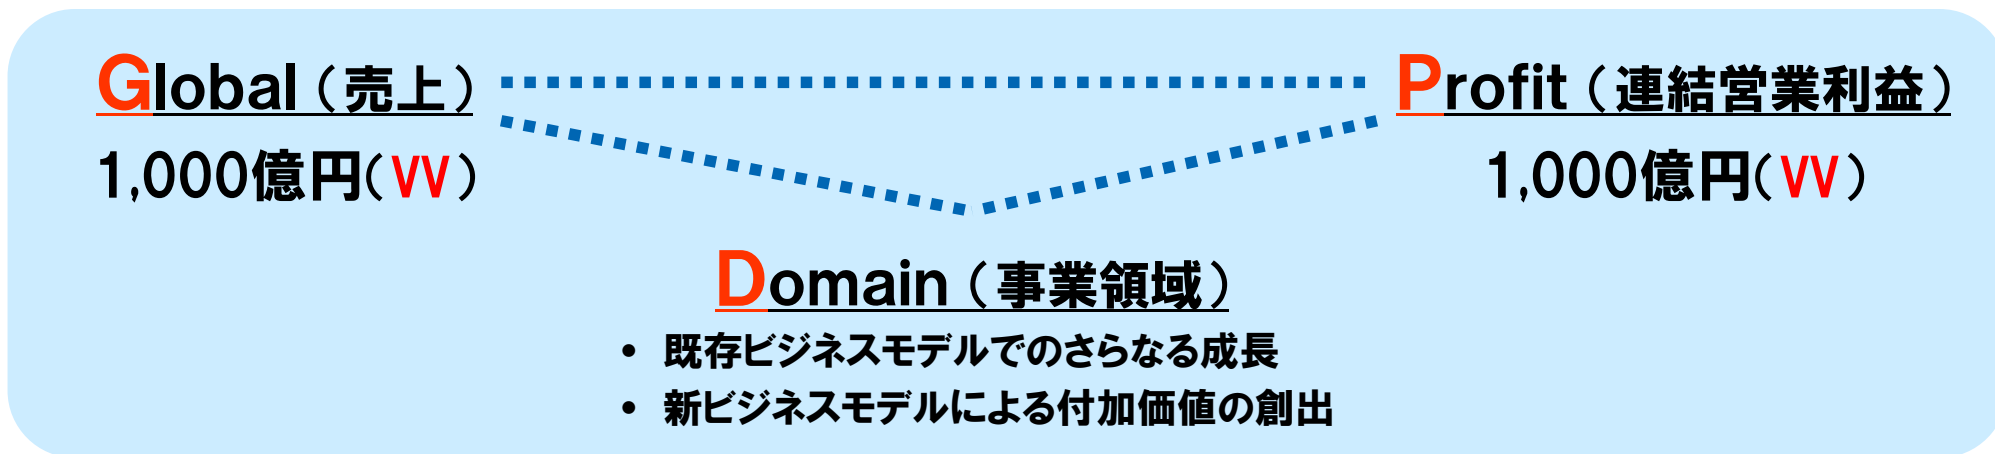 Global（売上）
Profit（連結営業利益）
1,000億円(VV)
1,000億円(VV)
Domain（事業領域）
• 既存ビジネスモデルでのさらなる成長
• 新ビジネスモデルによる付加価値の創出